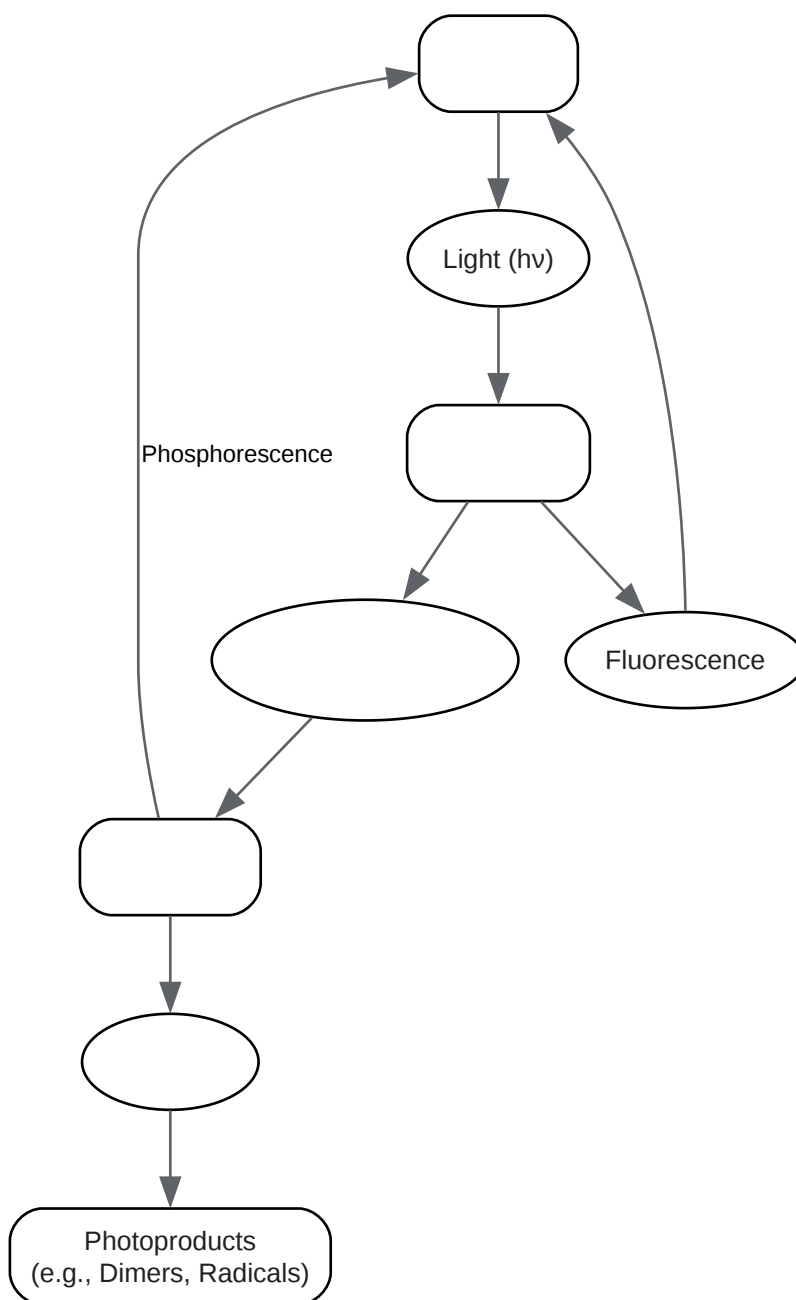 Light (hν)
Phosphorescence
Fluorescence
Photoproducts
(e.g., Dimers, Radicals)